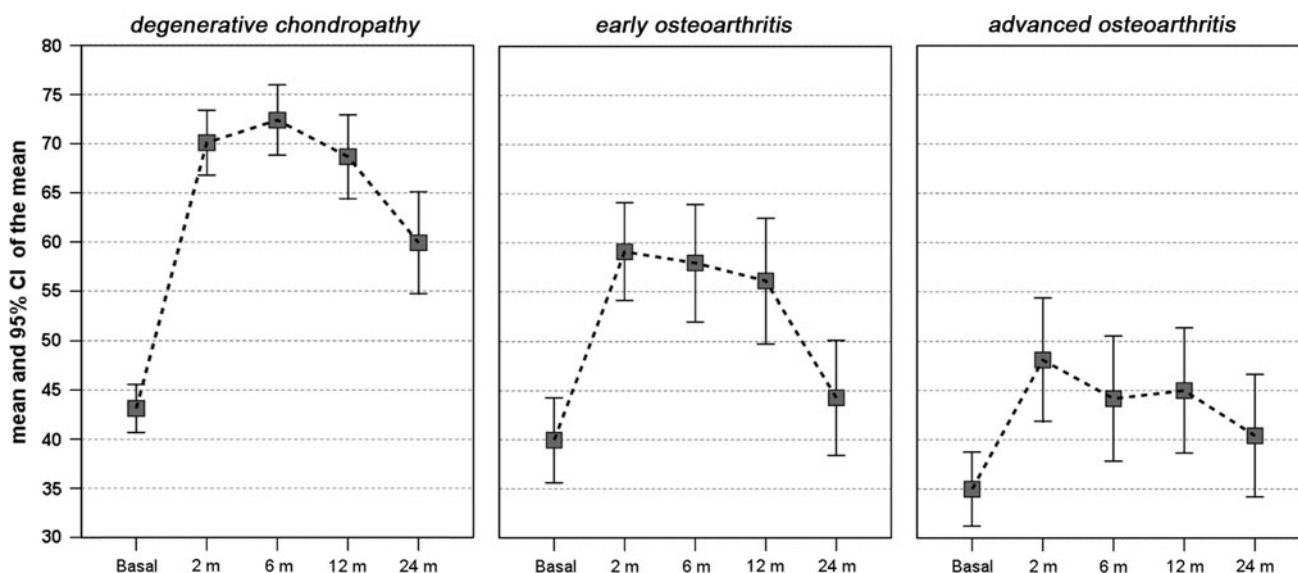 degenerative chondropathy
early osteoarthritis
advanced osteoarthritis
mean and 95% CI of the mean
80
75
70
65
60
55
50
45
40
35
30
Basal 2 m 6 m 12 m 24 m
Basal 2 m 6 m 12 m 24 m
Basal 2 m 6 m 12 m 24 m